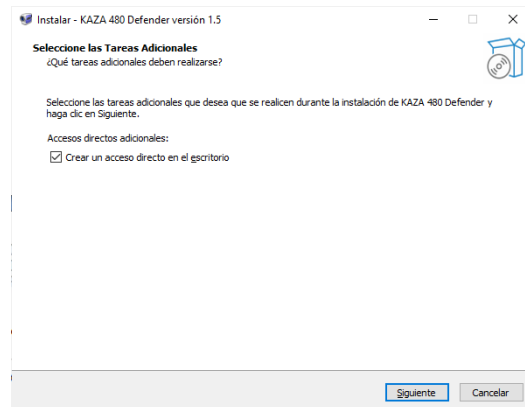 Instalar - KAZA 480 Defender versión 1.5
Seleccione las Tareas Adicionales
¿Qué tareas adicionales deben realizarse?
Seleccione las tareas adicionales que desea que se realicen durante la instalación de KAZA 480 Defender y
haga clic en Siguiente.
Accesos directos adicionales:
Crear un acceso directo en el escritorio
Siguiente
Cancelar